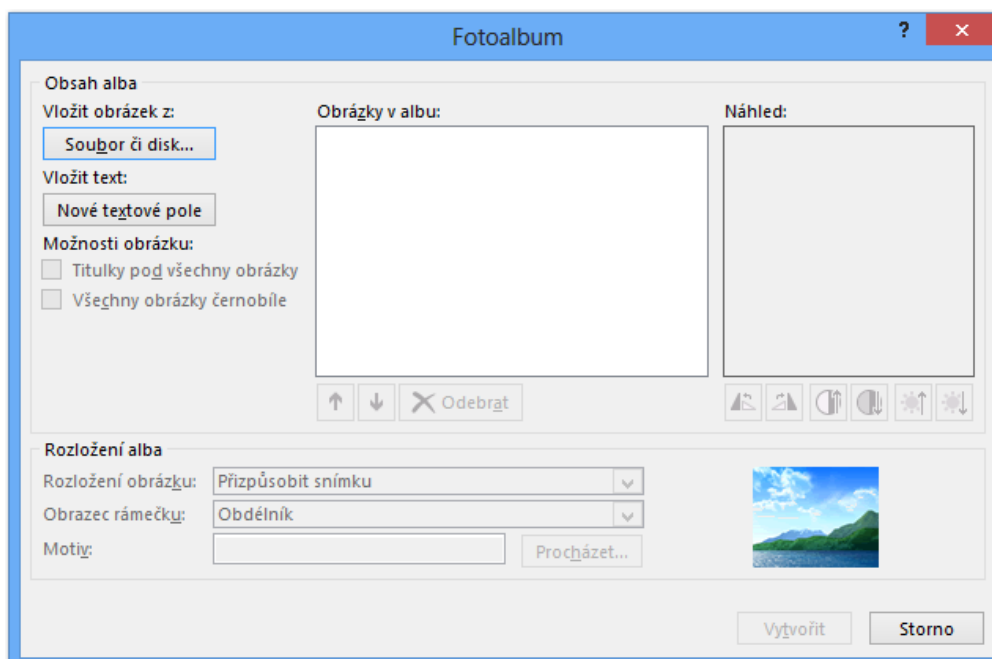 Fotoalbum
?
Obsah alba
Vložit obrázek z:
Soubor či disk...
Vložit text:
Nové textové pole
Možnosti obrázku:
Titulky pod všechny obrázky
Všechny obrázky černobíle
Obrázky v albu:
Odebrat
Náhled:
Rozložení alba
Rozložení obrázku: Přizpůsobit snímku
Obrazec rámečku: Obdélník
Motiv: Procházet...
Vytvořit Storno